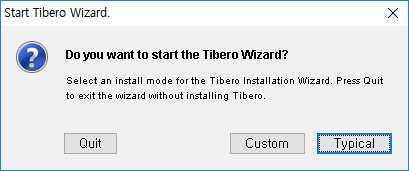 Start Tibero Wizard.
Do you want to start the Tibero Wizard?
Select an install mode for the Tibero Installation Wizard. Press Quit
to exit the wizard without installing Tibero.
Quit
Custom
Typical